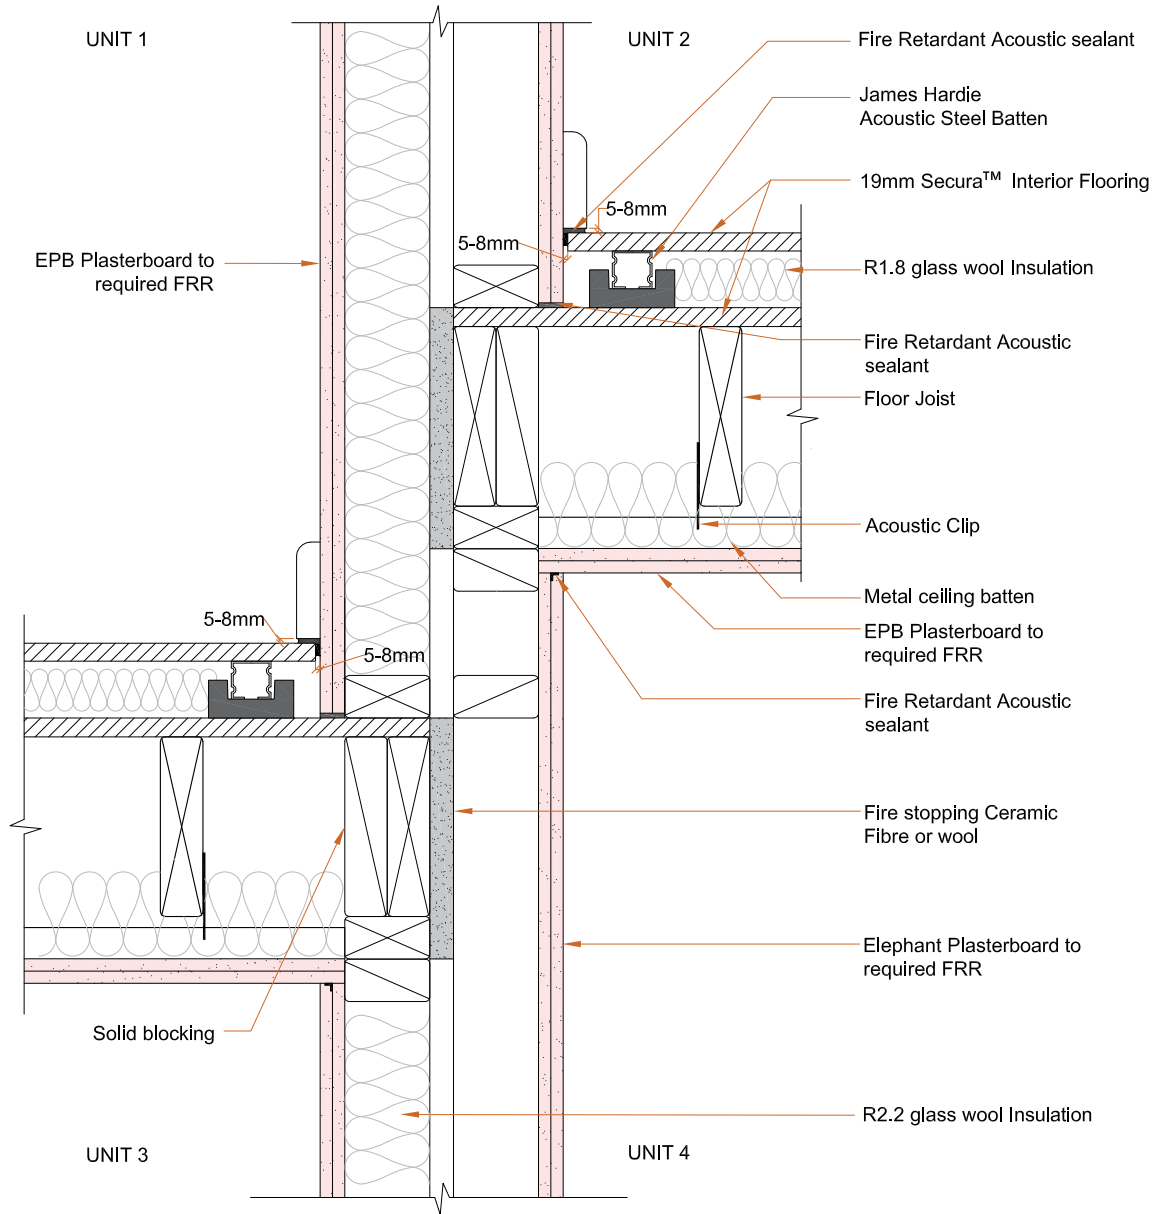 UNIT 1
UNIT 2
Fire Retardant Acoustic sealant
James Hardie
Acoustic Steel Batten
19mm Secura™ Interior Flooring
5-8mm
5-8mm
EPB Plasterboard to
required FRR
R1.8 glass wool Insulation
Fire Retardant Acoustic
sealant
Floor Joist
Acoustic Clip
Metal ceiling batten
5-8mm
EPB Plasterboard to
required FRR
5-8mm
Fire Retardant Acoustic
sealant
Fire stopping Ceramic
Fibre or wool
Elephant Plasterboard to
required FRR
Solid blocking
R2.2 glass wool Insulation
UNIT 3
UNIT 4